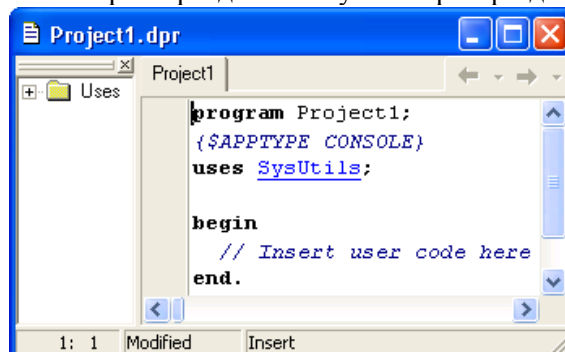 Project1.dpr
Uses
Project1
program Project1;
{$APPTYPE CONSOLE}
uses SysUtils;
begin
// Insert user code here
end.
1: 1 Modified Insert